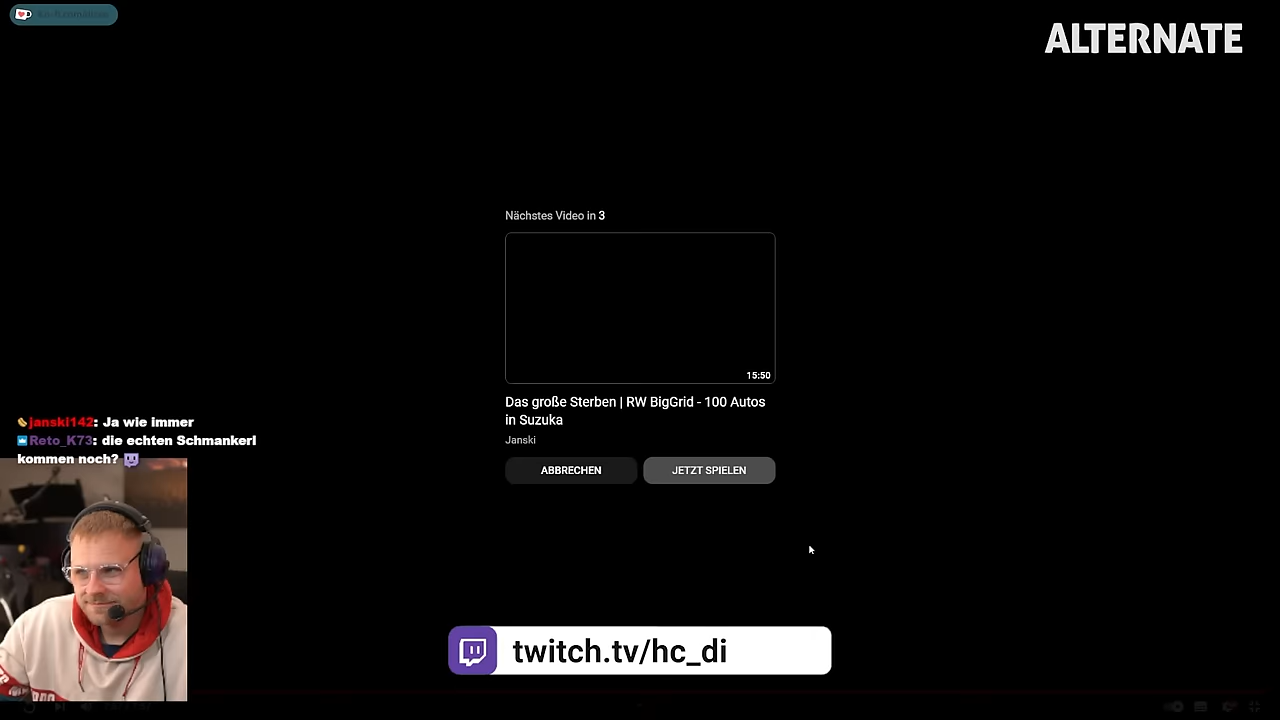 ALTERNATE
Nächstes Video in 3
15:50
Das große Sterben | RW BigGrid - 100 Autos
in Suzuka
Janski
ABBRECHEN
JETZT SPIELEN
janski142: Ja wie immer
Reto_K73: die echten Schmankerl
kommen noch?
twitch.tv/hc_di